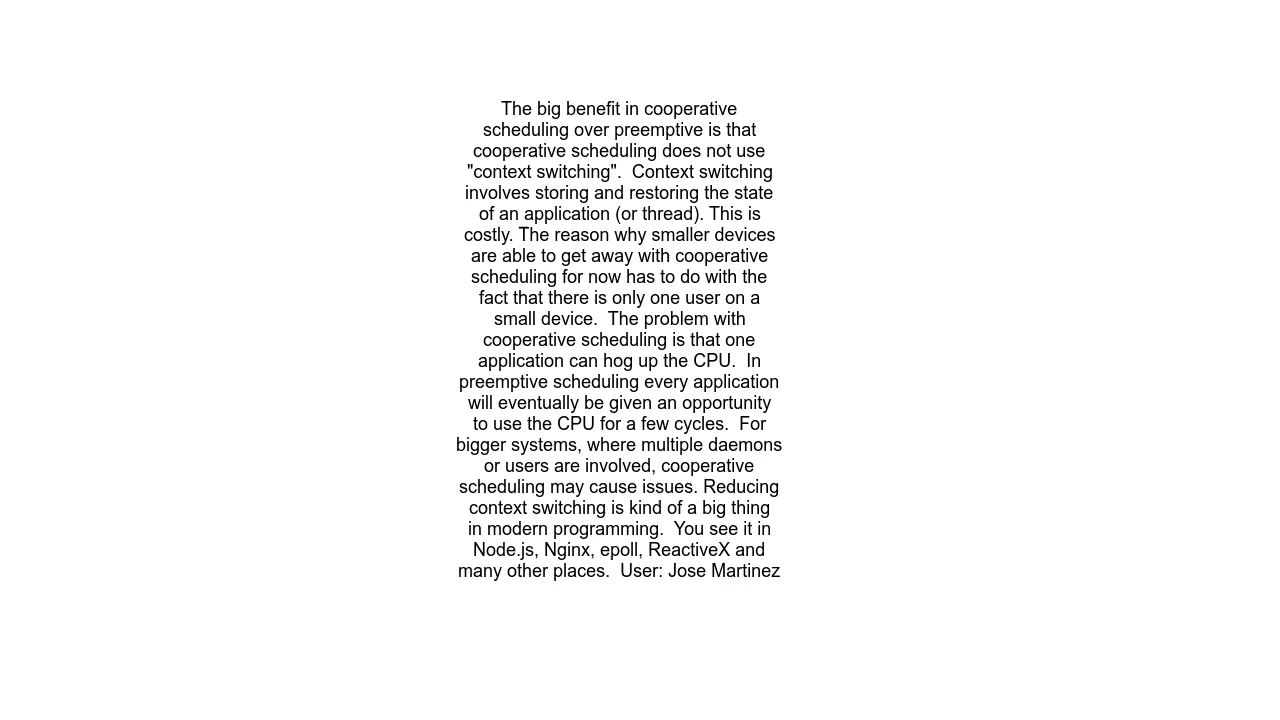 The big benefit in cooperative
scheduling over preemptive is that
cooperative scheduling does not use
"context switching".  Context switching
involves storing and restoring the state
of an application (or thread). This is
costly. The reason why smaller devices
are able to get away with cooperative
scheduling for now has to do with the
fact that there is only one user on a
small device.  The problem with
cooperative scheduling is that one
application can hog up the CPU.  In
preemptive scheduling every application
will eventually be given an opportunity
to use the CPU for a few cycles.  For
bigger systems, where multiple daemons
or users are involved, cooperative
scheduling may cause issues. Reducing
context switching is kind of a big thing
in modern programming.  You see it in
Node.js, Nginx, epoll, ReactiveX and
many other places.  User: Jose Martinez